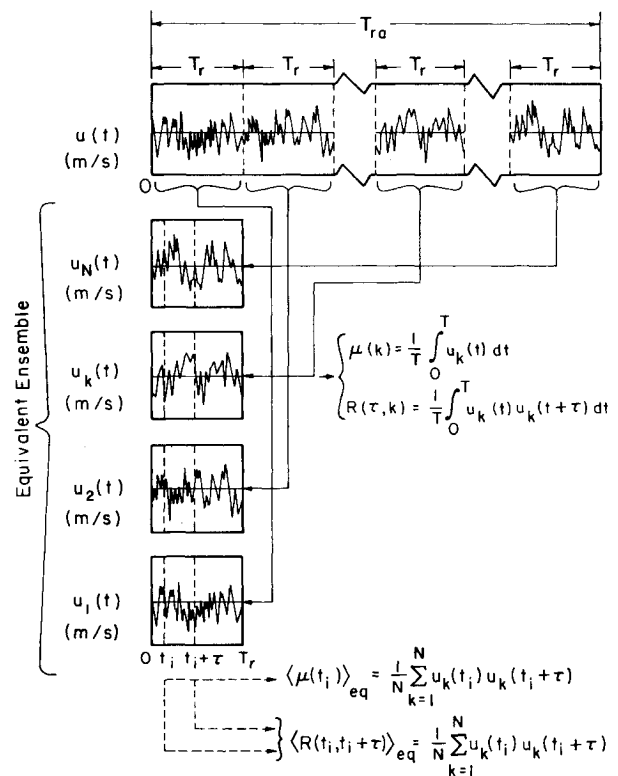 T_ra
T_r T_r T_r T_r
u(t)
(m/s)
0
Equivalent Ensemble
u_N(t)
(m/s)
u_k(t)
(m/s)
μ(k) = 1/T ∫_0^T u_k(t) dt
R(τ,k) = 1/T ∫_0^T u_k(t) u_k(t+τ) dt
u_2(t)
(m/s)
u_1(t)
(m/s)
0 t_i t_i+τ T_r
⟨μ(t_i)⟩_eq = 1/N ∑_{k=1}^N u_k(t_i) u_k(t_i+τ)
⟨R(t_i,t_i+τ)⟩_eq = 1/N ∑_{k=1}^N u_k(t_i) u_k(t_i+τ)